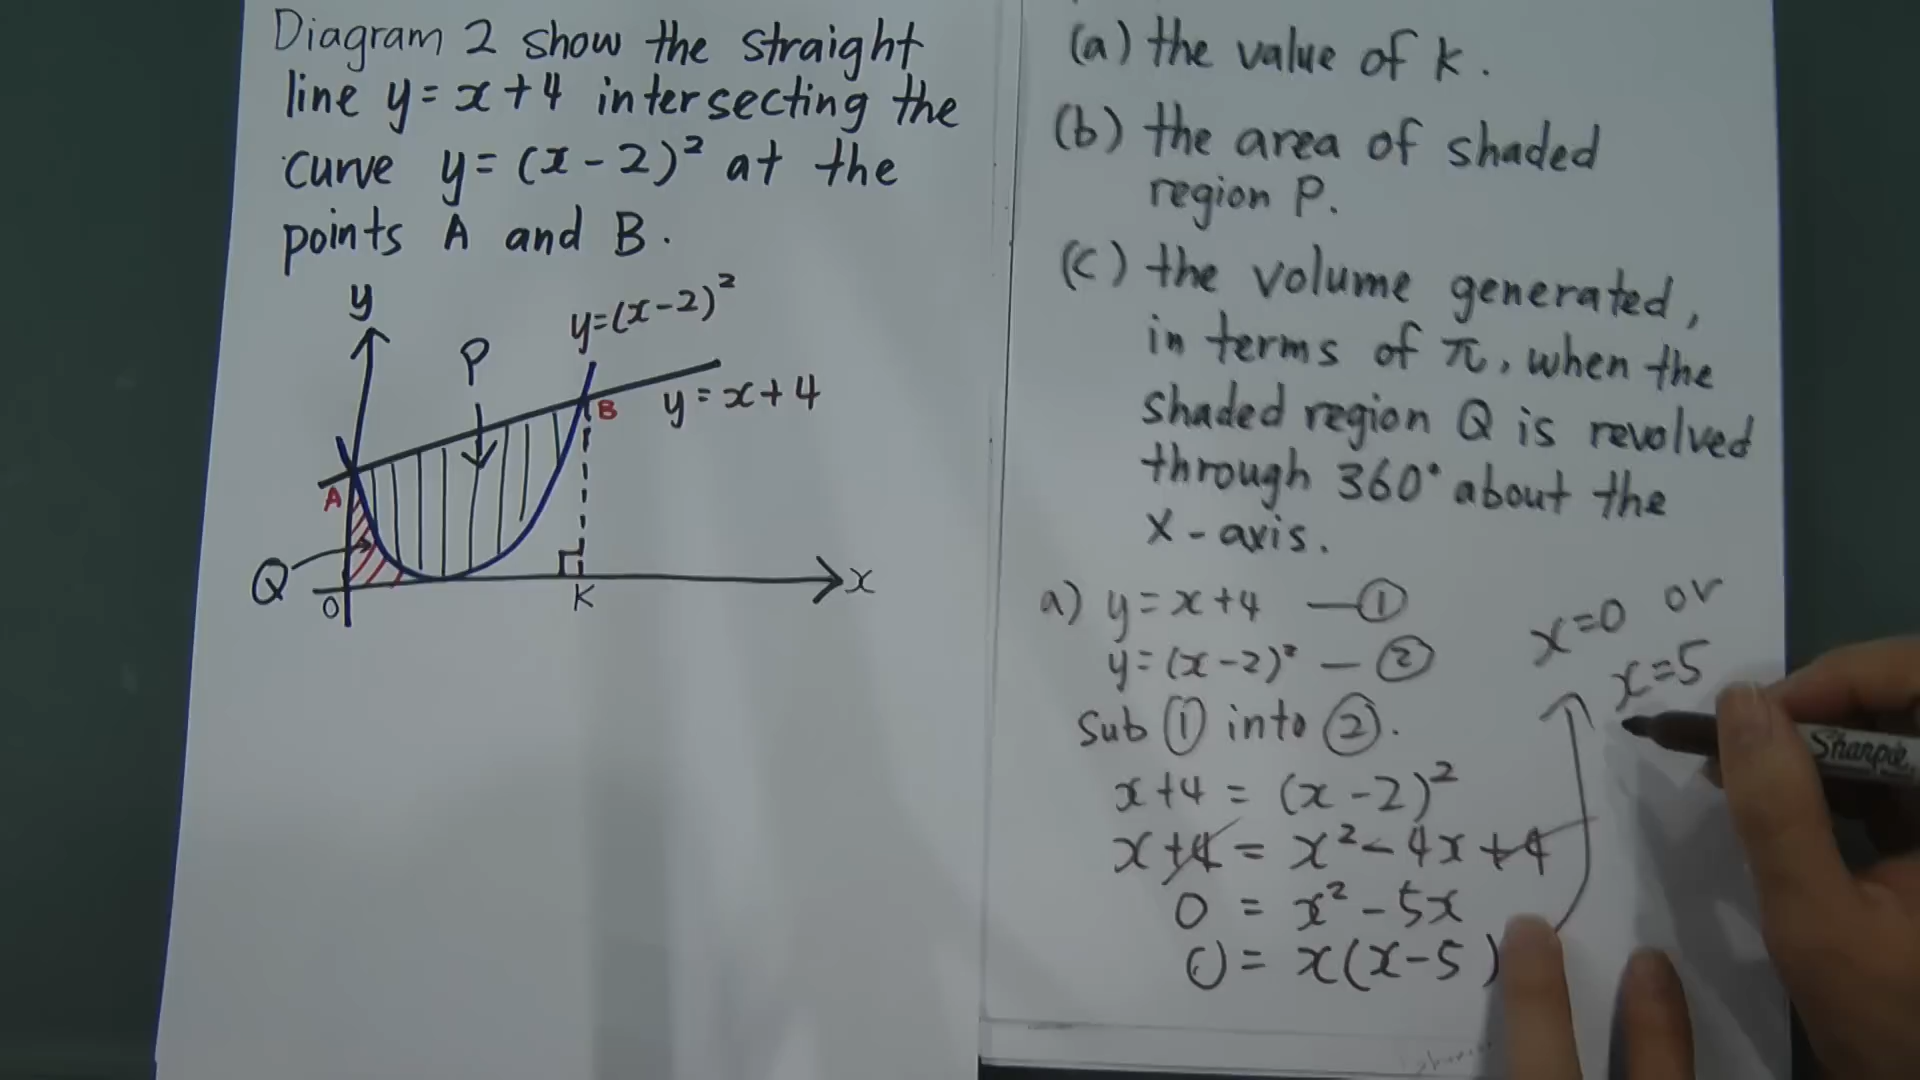 Diagram 2 show the straight
line y = x + 4 intersecting the
curve y = (x - 2)² at the
points A and B.
y
y=(x-2)²
P
B
y = x + 4
A
Q
O
K
x
(a) the value of k.
(b) the area of shaded
region P.
(c) the volume generated,
in terms of π, when the
shaded region Q is revolved
through 360° about the
x-axis.
a) y = x + 4 — ①
y = (x - 2)² — ②
Sub ① into ②.
x + 4 = (x - 2)²
x + 4 = x² - 4x + 4
0 = x² - 5x
0 = x(x - 5)
x = 0 or
x = 5
Sharpie